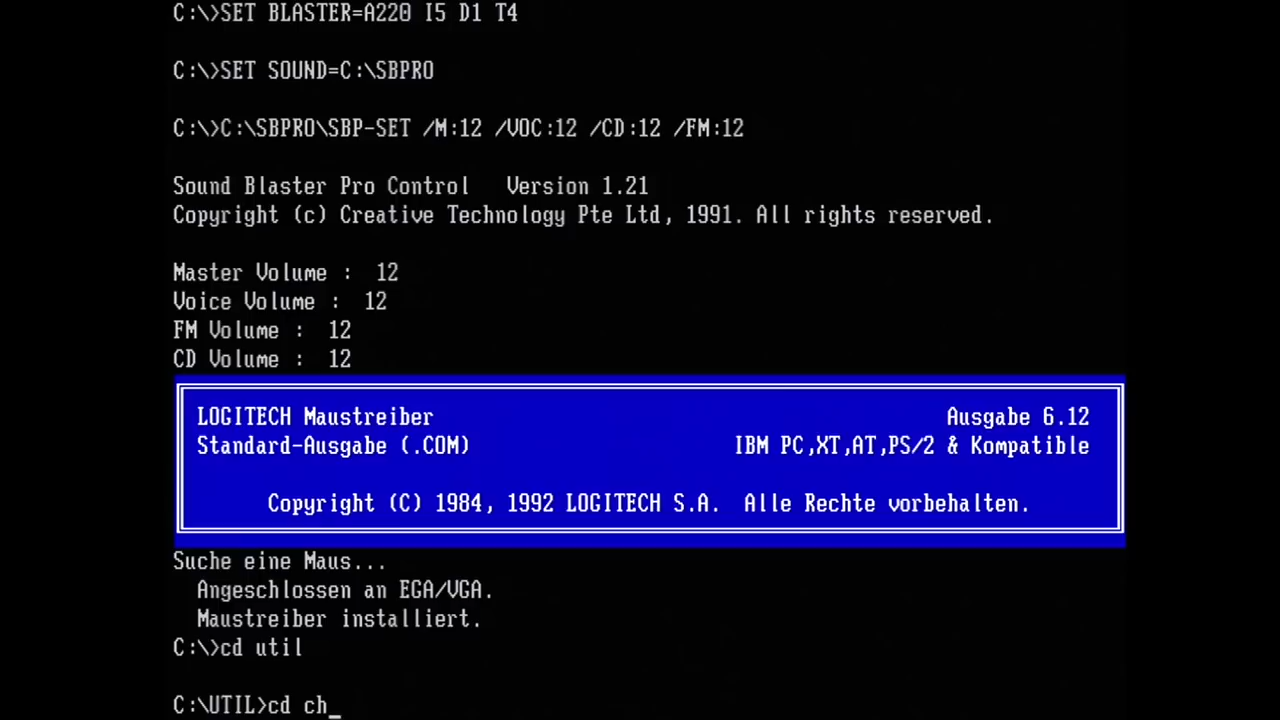 C:\>SET BLASTER=A220 I5 D1 T4
C:\>SET SOUND=C:\SBPRO
C:\>C:\SBPRO\SBP-SET /M:12 /VOC:12 /CD:12 /FM:12
Sound Blaster Pro Control   Version 1.21
Copyright (c) Creative Technology Pte Ltd, 1991. All rights reserved.
Master Volume :  12
Voice Volume :  12
FM Volume :  12
CD Volume :  12
LOGITECH Maustreiber Ausgabe 6.12
Standard-Ausgabe (.COM) IBM PC,XT,AT,PS/2 & Kompatible
Copyright (C) 1984, 1992 LOGITECH S.A.  Alle Rechte vorbehalten.
Suche eine Maus...
Angeschlossen an EGA/VGA.
Maustreiber installiert.
C:\>cd util
C:\UTIL>cd ch_